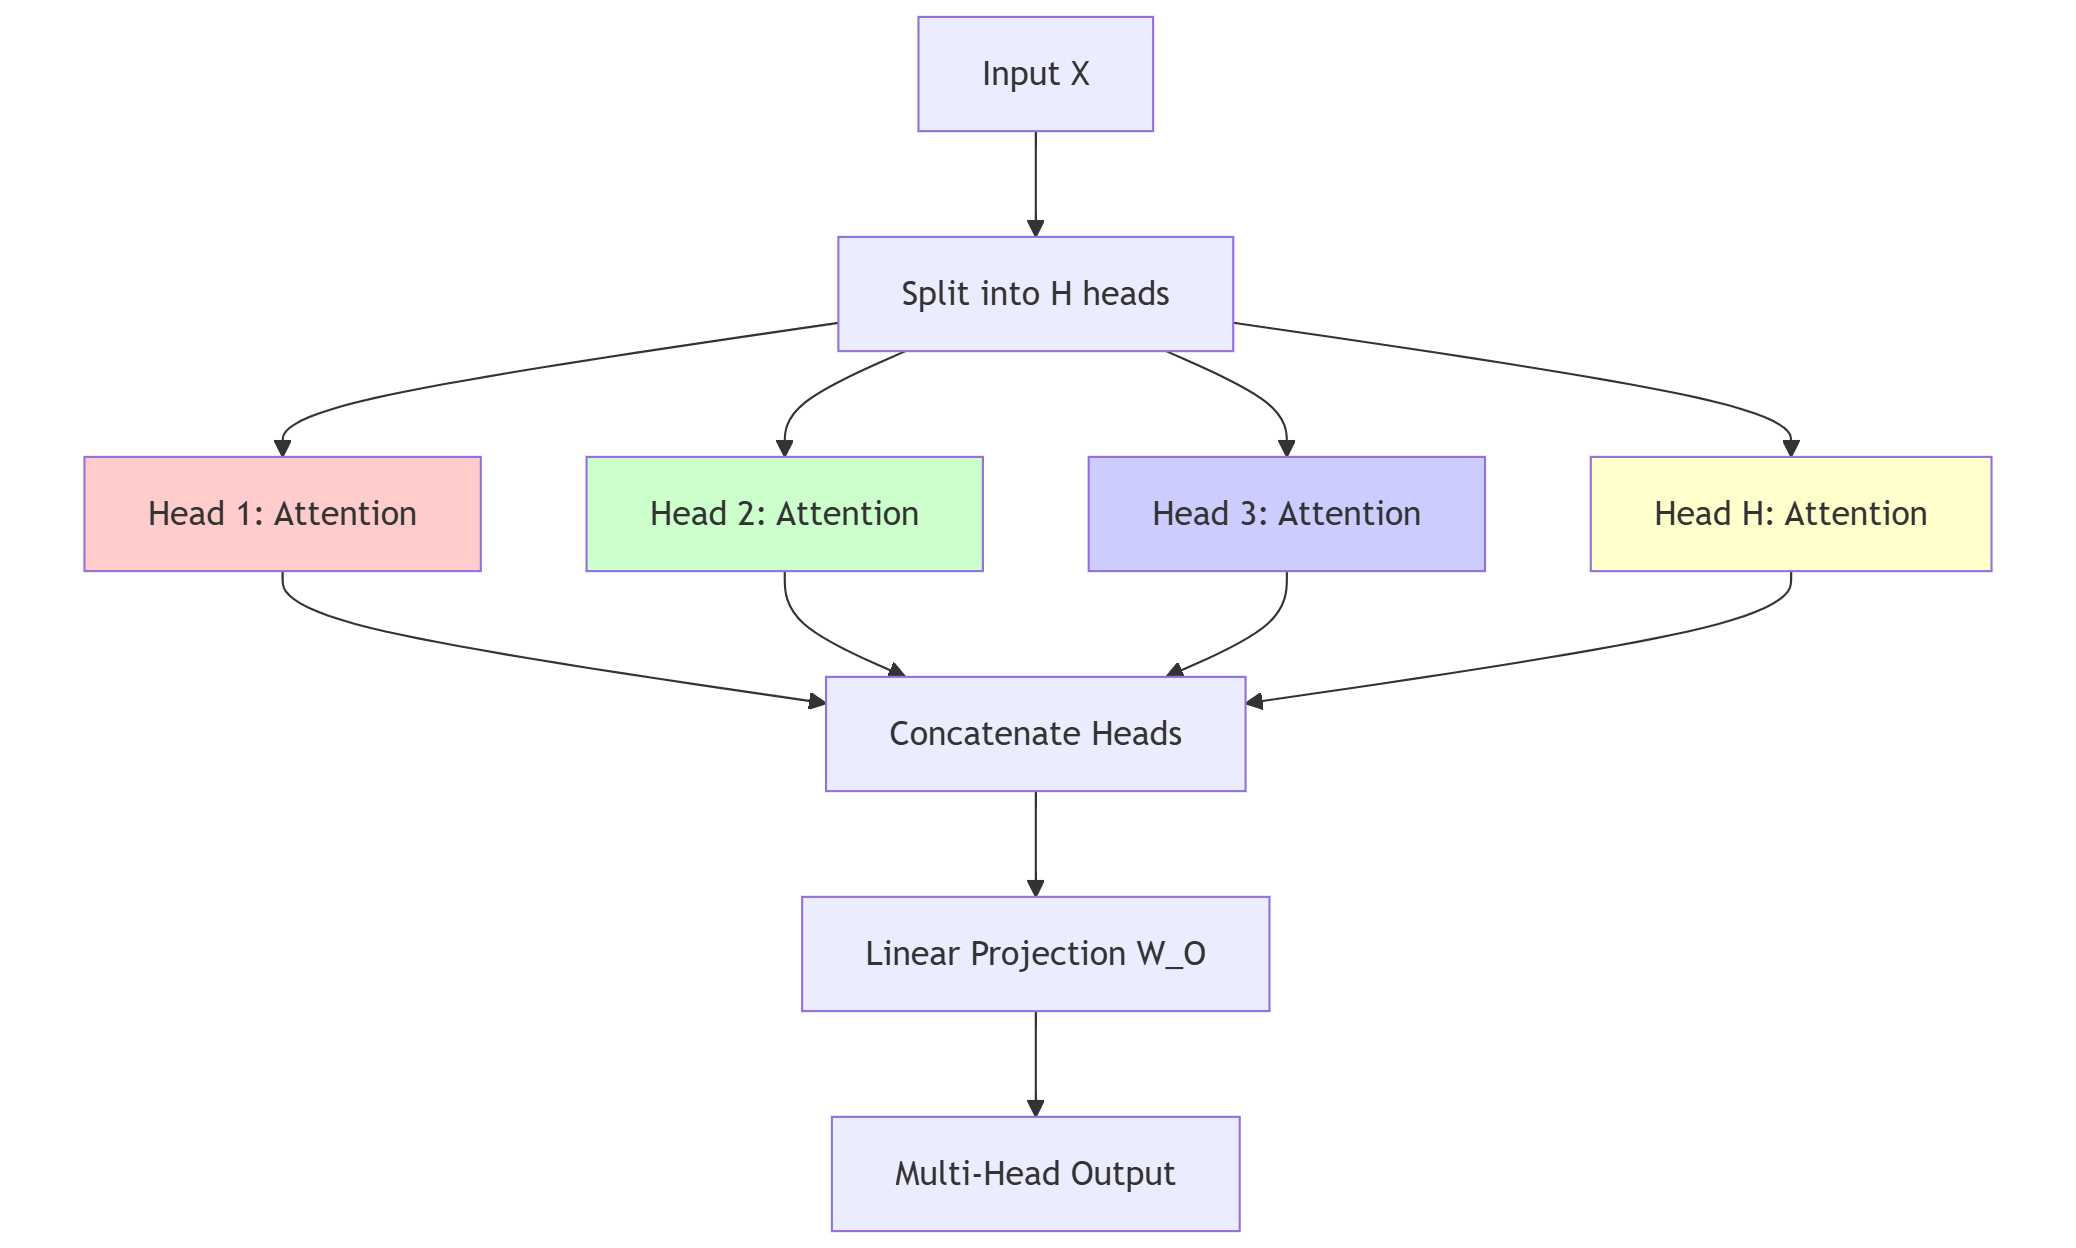 Input X
Split into H heads
Head 1: Attention
Head 2: Attention
Head 3: Attention
Head H: Attention
Concatenate Heads
Linear Projection W_O
Multi-Head Output